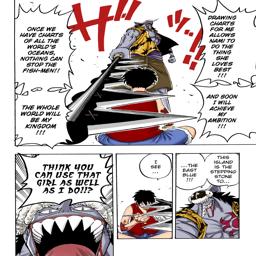 DRAWING
CHARTS
FOR ME
ALLOWS NAMI
TO DO THE
THING SHE
LOVES
BEST
!!!
AND SOON
I WILL
ACHIEVE
MY
AMBITION
!!!
ONCE WE
HAVE CHARTS
OF ALL
THE WORLD'S
OCEANS,
NOTHING CAN
STOP THE
FISH-MEN!!
THE WHOLE
WORLD WILL
BE MY
KINGDOM
!!!
THIS
ISLAND IS
THE STEPPING
STONE TO...
...THE
EAST
BLUE
!!!
I
SEE
...
THINK YOU
CAN USE THAT
GIRL AS WELL
AS I DO!!?